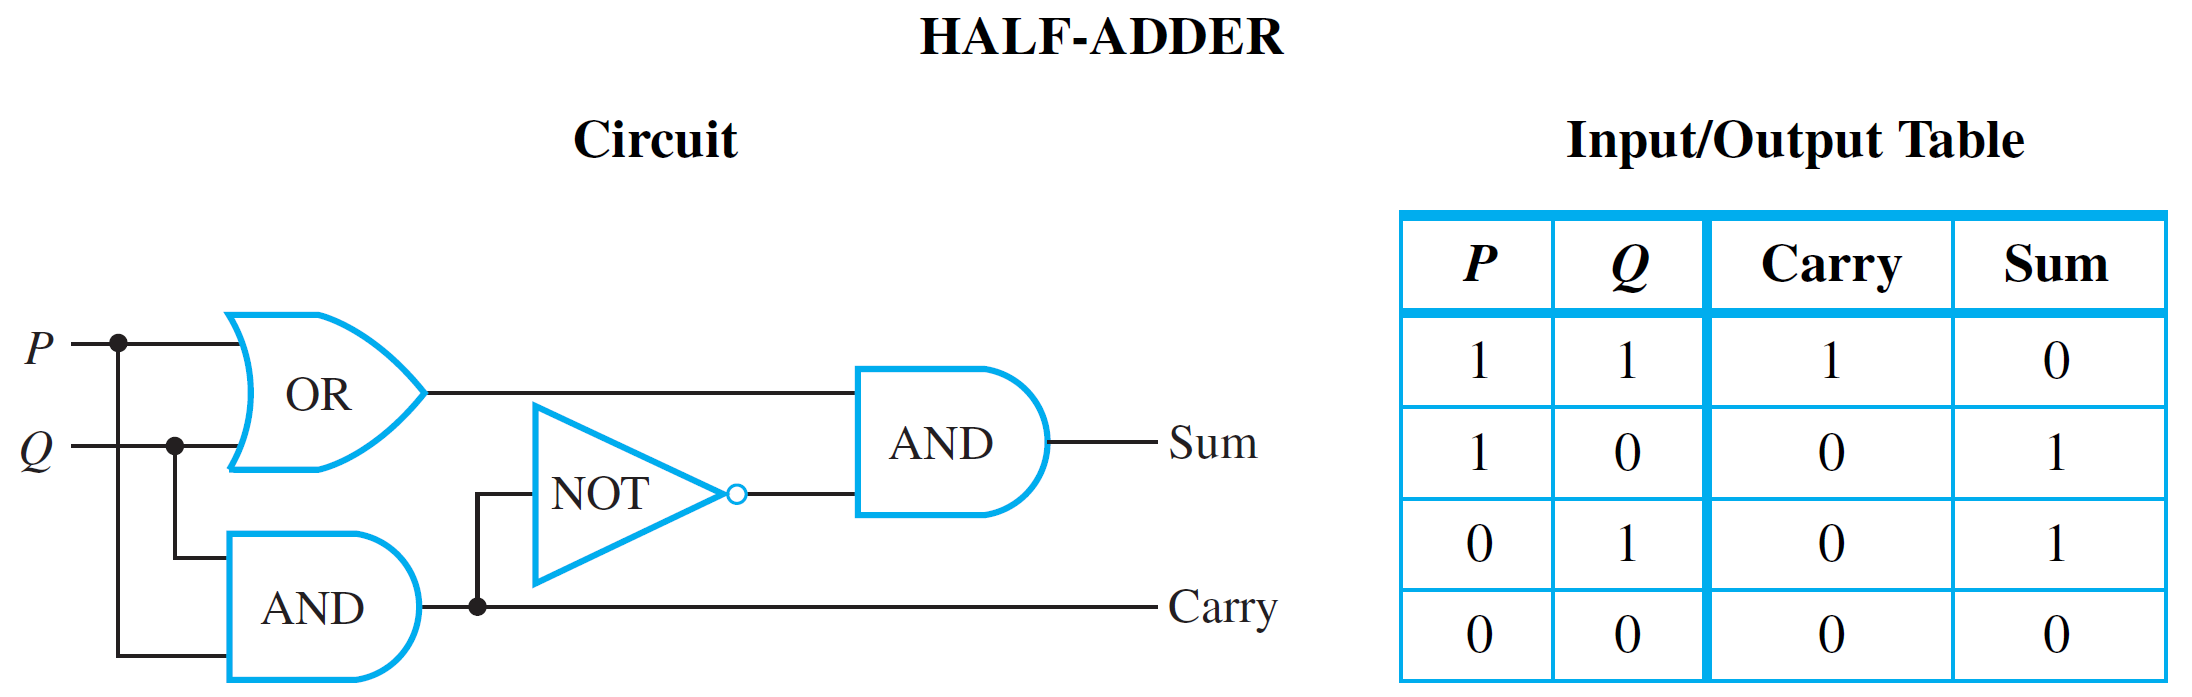 HALF-ADDER
Circuit
P
Q
OR
AND
NOT
AND
Sum
Carry
Input/Output Table
P Q Carry Sum
1 1 1 0
1 0 0 1
0 1 0 1
0 0 0 0